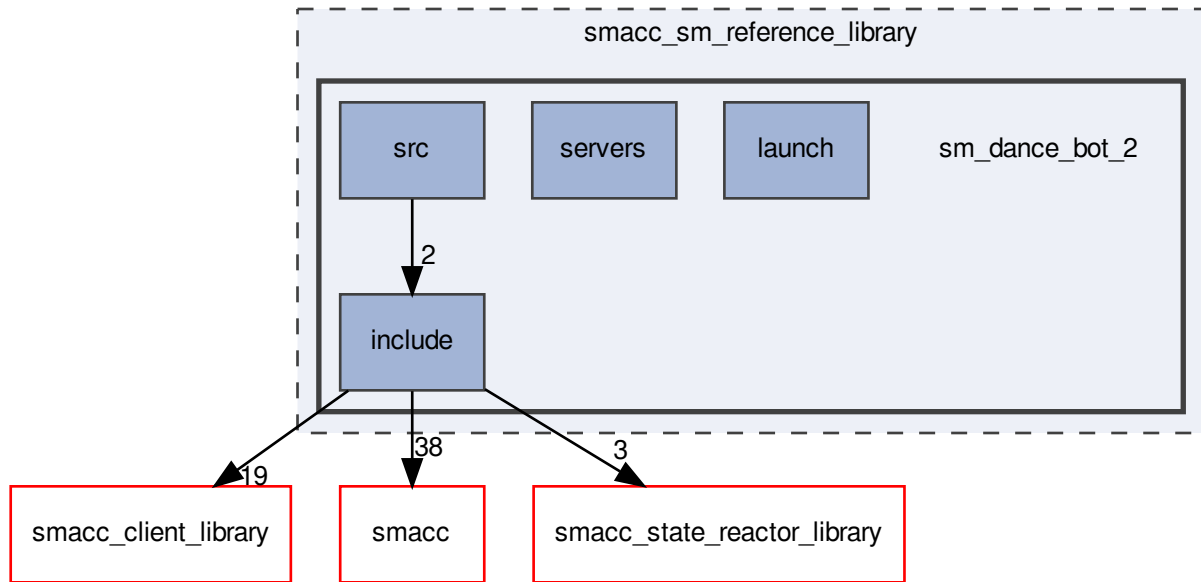 smacc_sm_reference_library
src
servers
launch
sm_dance_bot_2
2
include
19
38
3
smacc_client_library
smacc
smacc_state_reactor_library